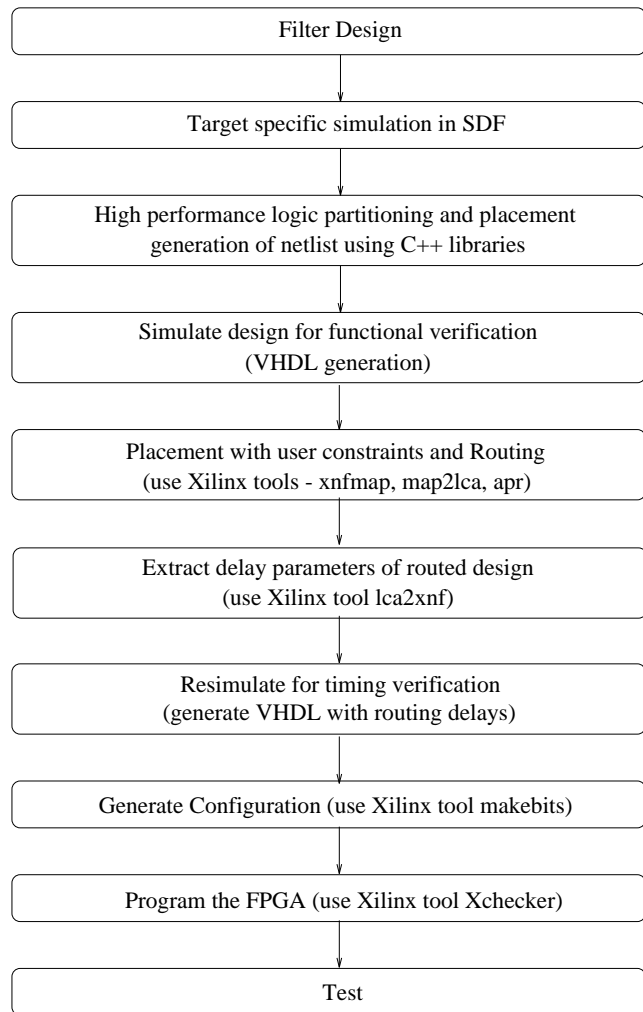 Filter Design
Target specific simulation in SDF
High performance logic partitioning and placement
generation of netlist using C++ libraries
Simulate design for functional verification
(VHDL generation)
Placement with user constraints and Routing
(use Xilinx tools - xnfmap, map2lca, apr)
Extract delay parameters of routed design
(use Xilinx tool lca2xnf)
Resimulate for timing verification
(generate VHDL with routing delays)
Generate Configuration (use Xilinx tool makebits)
Program the FPGA (use Xilinx tool Xchecker)
Test